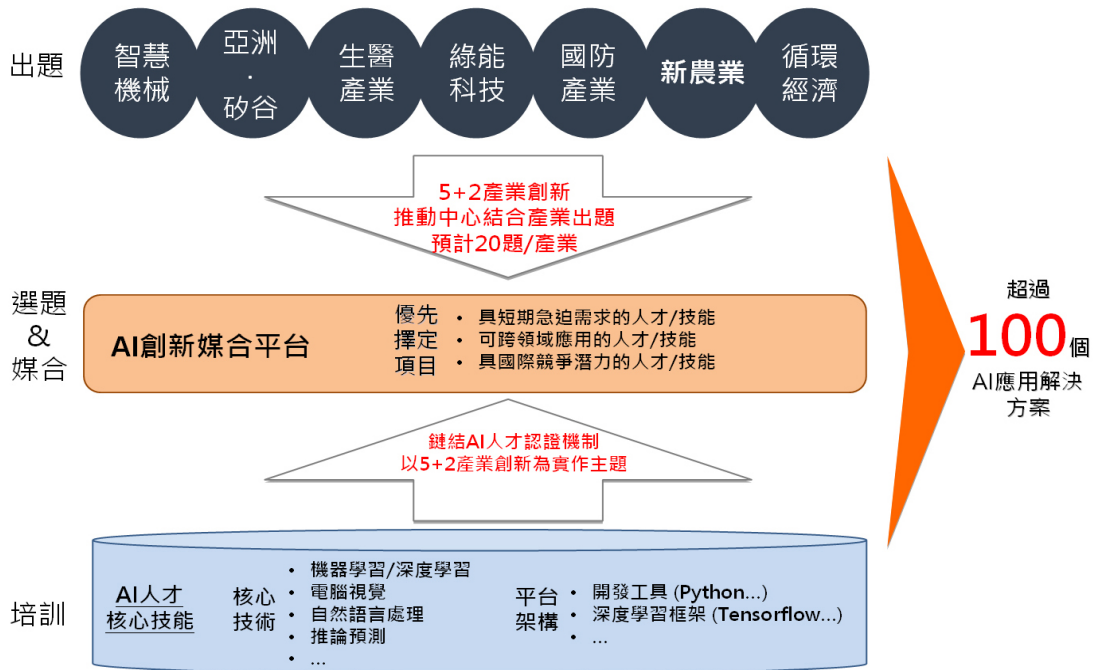 出題
智慧
機械
亞洲
·
矽谷
生醫
產業
綠能
科技
國防
產業
新農業
循環
經濟
5+2產業創新
推動中心結合產業出題
預計20題/產業
選題
&
媒合
AI創新媒合平台
優先
擇定
項目
• 具短期急迫需求的人才/技能
• 可跨領域應用的人才/技能
• 具國際競爭潛力的人才/技能
超過
100個
AI應用解決
方案
鏈結AI人才認證機制
以5+2產業創新為實作主題
培訓
AI人才
核心技能
核心
技術
• 機器學習/深度學習
• 電腦視覺
• 自然語言處理
• 推論預測
• ...
平台
架構
• 開發工具 (Python...)
• 深度學習框架 (Tensorflow...)
• ...